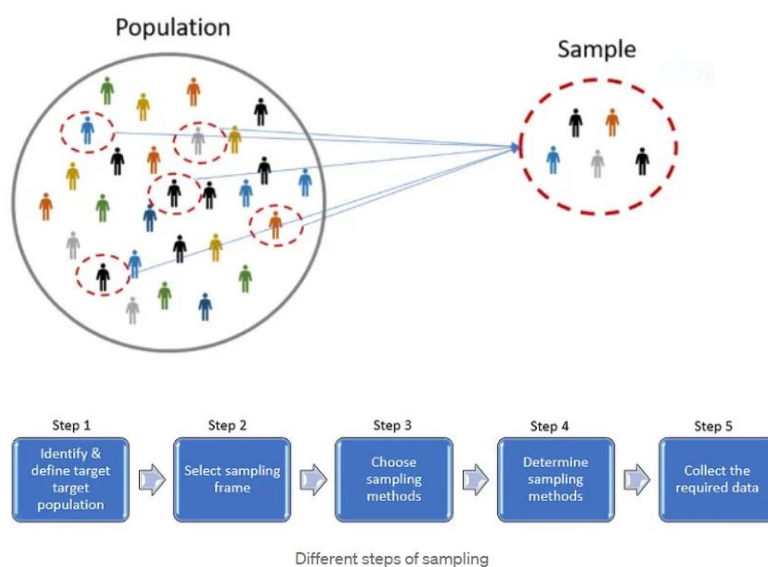 Population
Sample
Step 1
Identify &
define target
target
population
Step 2
Select sampling
frame
Step 3
Choose
sampling
methods
Step 4
Determine
sampling
methods
Step 5
Collect the
required data
Different steps of sampling